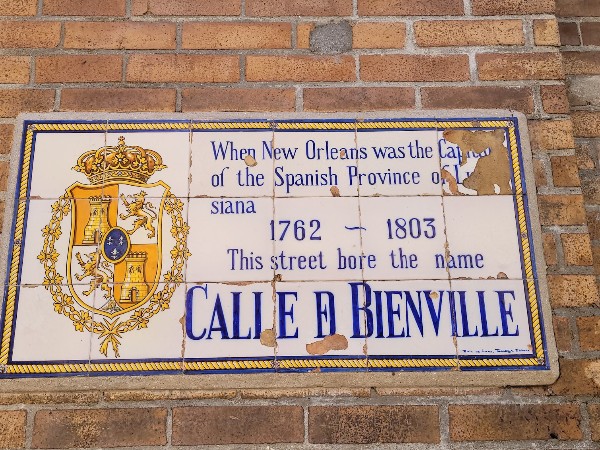 When New Orleans was the
of the Spanish Province
siana
1762 ~ 1803
This street bore the name
CALLE D BIENVILLE